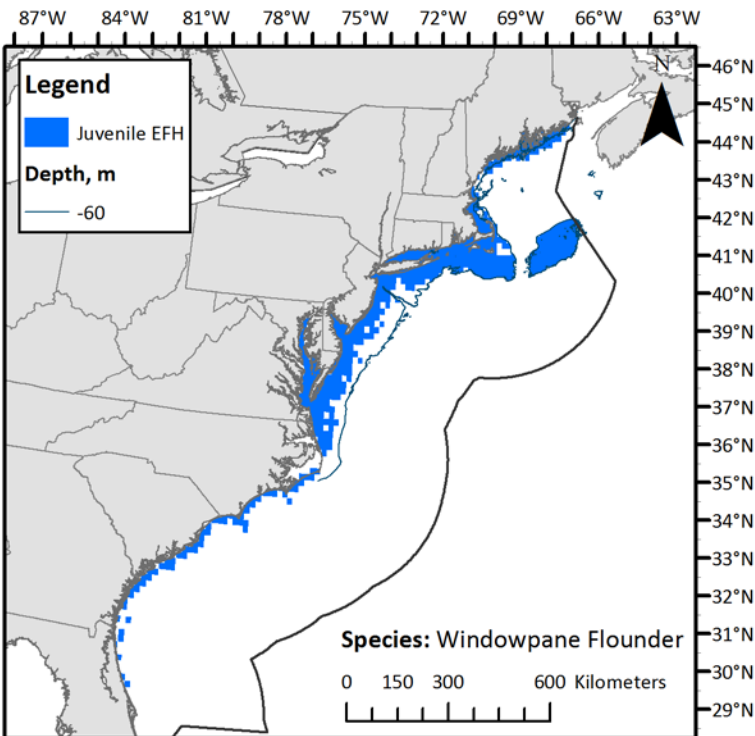 87°W 84°W 81°W 78°W 75°W 72°W 69°W 66°W 63°W
N
Legend
Juvenile EFH
Depth, m
-60
46°N
45°N
44°N
43°N
42°N
41°N
40°N
39°N
38°N
37°N
36°N
35°N
34°N
33°N
32°N
31°N
30°N
29°N
Species: Windowpane Flounder
0 150 300 600 Kilometers